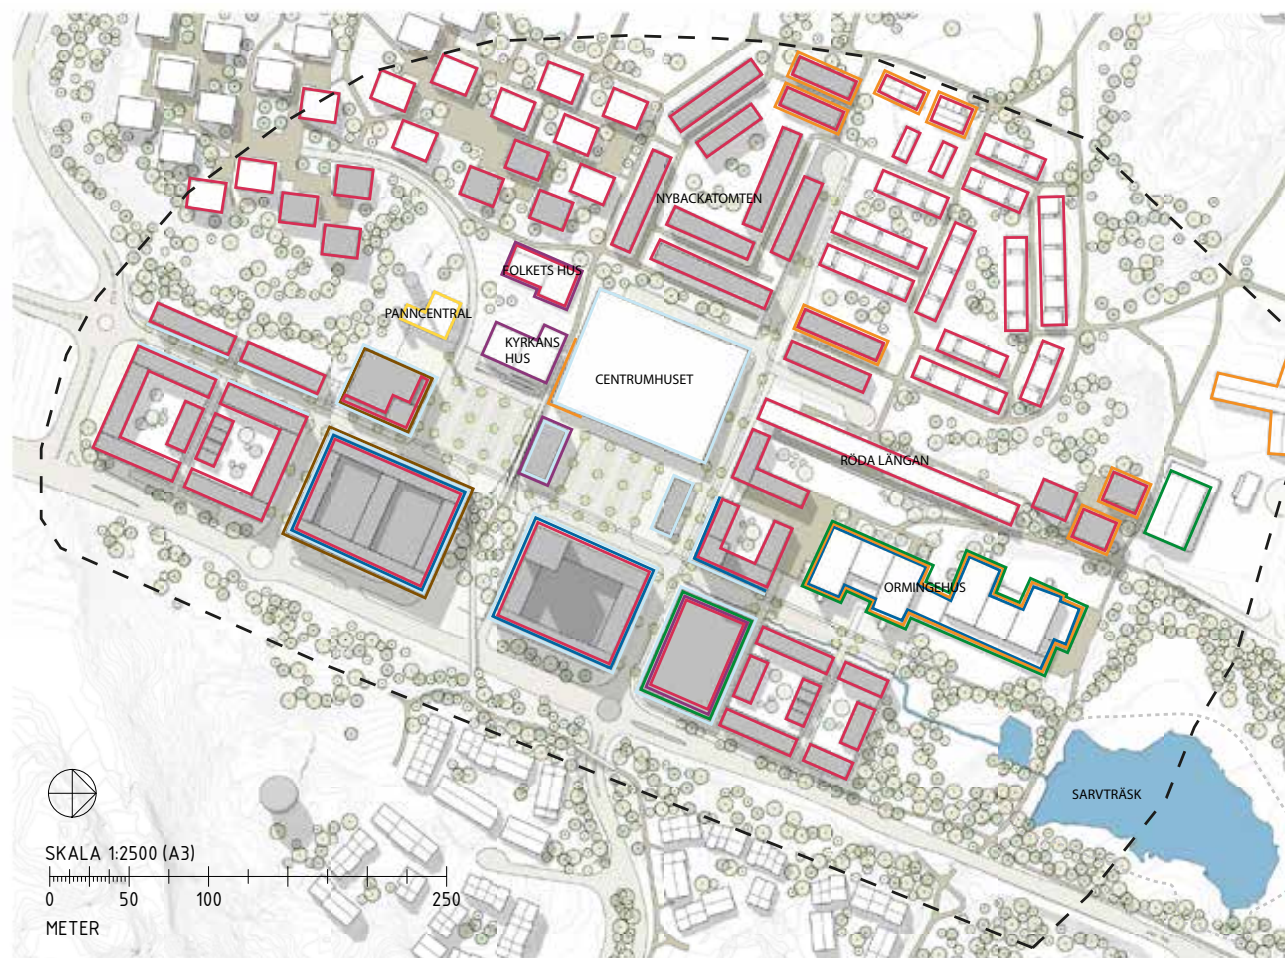 NYBACKATOMTEN
FOLKETS HUS
PANNCENTRAL
KYRKANS
HUS
CENTRUMHUSET
RÖDA LÄNGAN
ORMINGEHUS
SARVTRÄSK
SKALA 1:2500 (A3)
0 50 100 250
METER